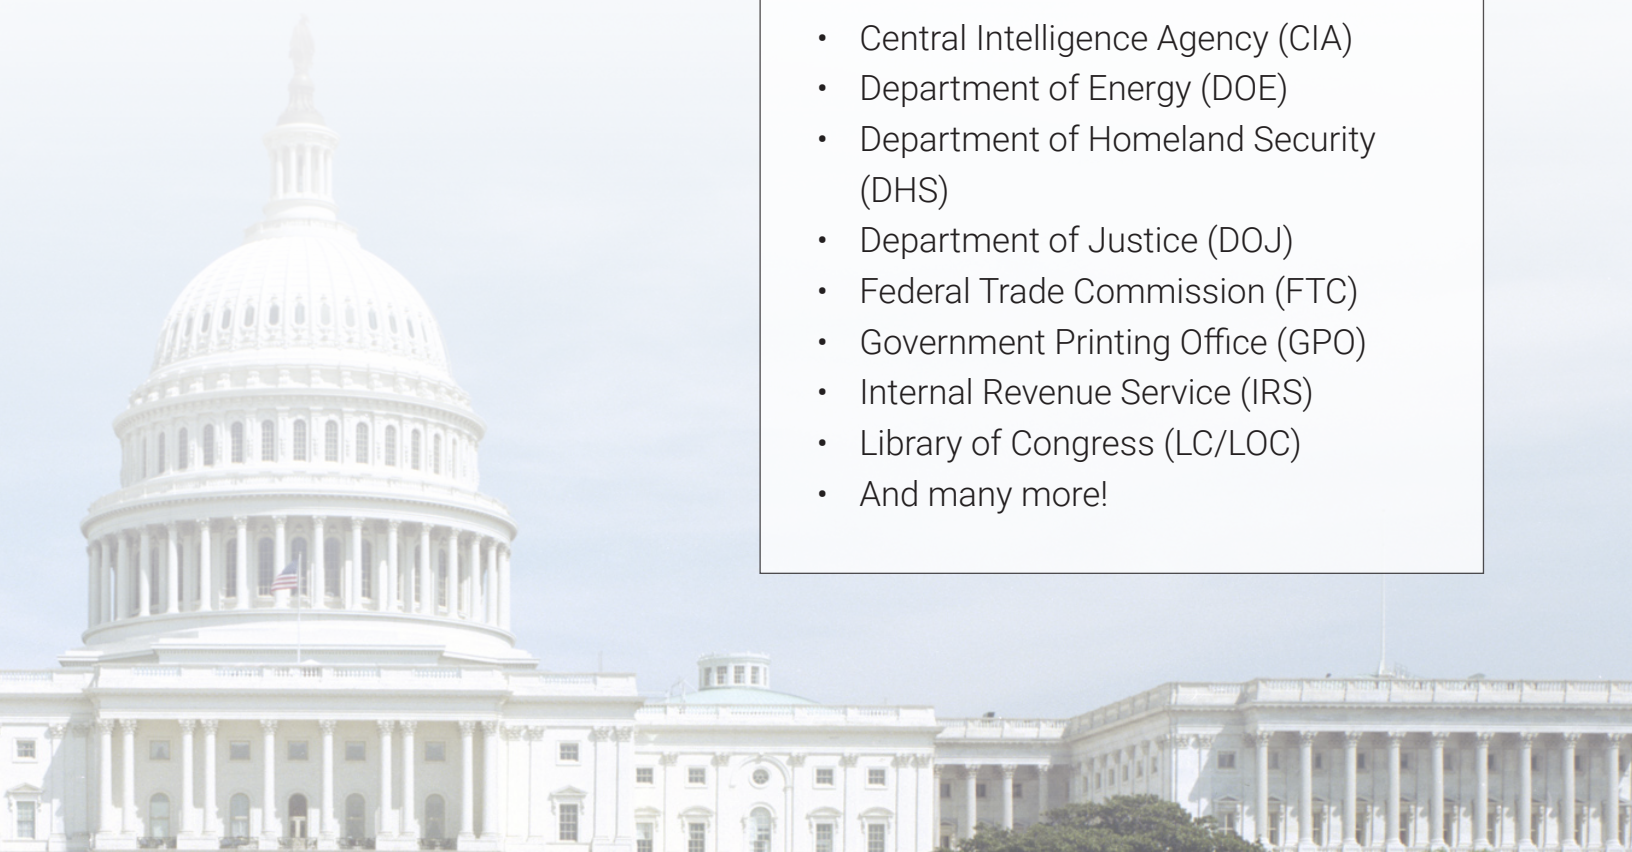 • Central Intelligence Agency (CIA)
• Department of Energy (DOE)
• Department of Homeland Security
(DHS)
• Department of Justice (DOJ)
• Federal Trade Commission (FTC)
• Government Printing Office (GPO)
• Internal Revenue Service (IRS)
• Library of Congress (LC/LOC)
• And many more!